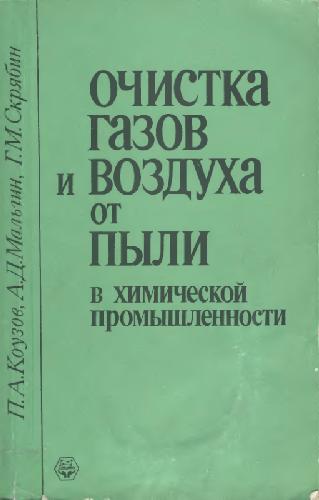 П.А.Коузов, А.Д.Мальгин, Г.М.Скрябин
ОЧИСТКА
ГАЗОВ
и ВОЗДУХА
от
ПЫЛИ
в химической
промышленности